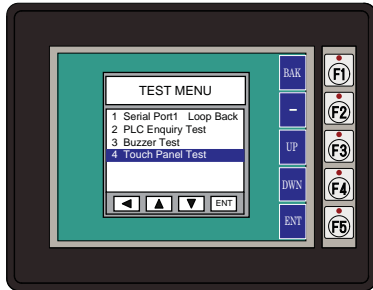 TEST MENU
1 Serial Port1 Loop Back
2 PLC Enquiry Test
3 Buzzer Test
4 Touch Panel Test
ENT
BAK
–
UP
DWN
ENT
F1
F2
F3
F4
F5